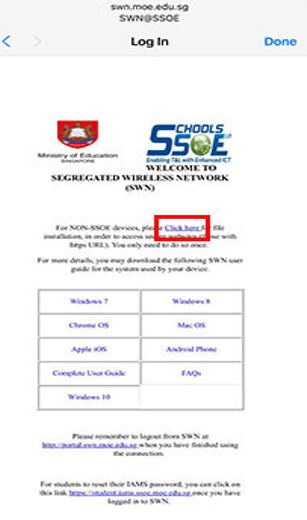 swn.moe.edu.sg
SWN@SSOE
Log In
Done
Ministry of Education
SINGAPORE
SCHOOLS
SSOE
Enabling T&L with Enhanced ICT
WELCOME TO
SEGREGATED WIRELESS NETWORK
(SWN)
For NON-SSOE devices, please Click here for file
installation, in order to access secure websites (those with
https URL). You only need to do so once.
For more details, you may download the following SWN user
guide for the system used by your device.
Windows 7
Windows 8
Chrome OS
Mac OS
Apple iOS
Android Phone
Complete User Guide
FAQs
Windows 10
Please remember to logout from SWN at
http://portal.swn.moe.edu.sg when you have finished using
the connection.
For students to reset their IAMS password, you can click on
this link https://student.iams.ssoe.moe.edu.sg once you have
logged in to SWN.